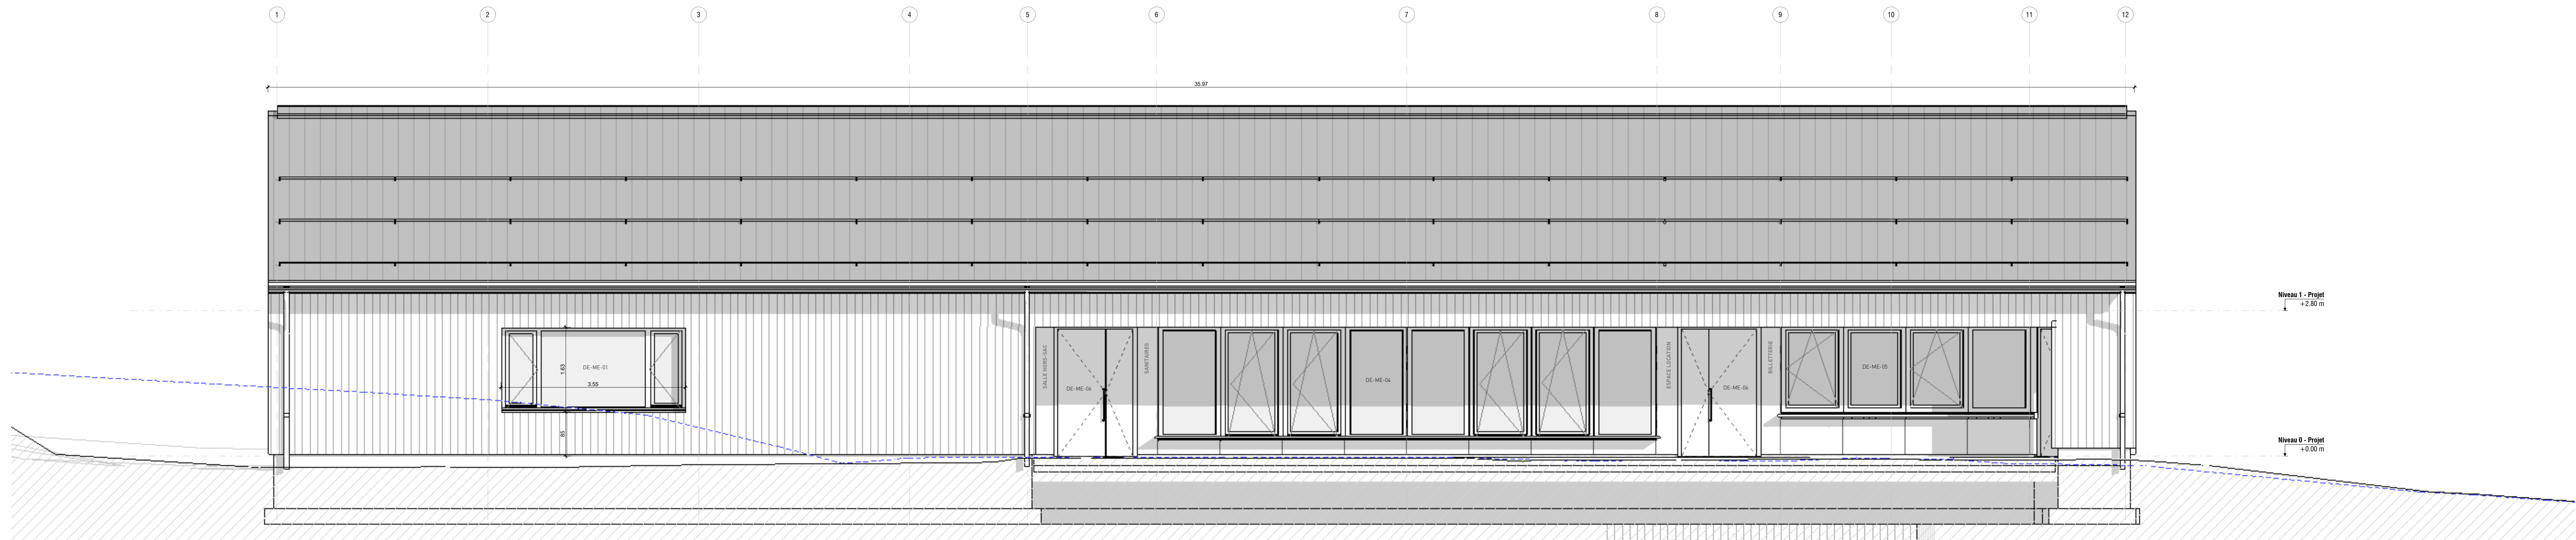 1
2
3
4
5
6
7
8
9
10
11
12
35.97
Niveau 1 - Projet
+2.80 m
SALLE HORS-SAC
DE-ME-06
SANITAIRES
DE-ME-04
ESPACE LOCATION
DE-ME-06
BILLETTERIE
DE-ME-05
DE-ME-01
1.63
3.55
85
Niveau 0 - Projet
+0.00 m